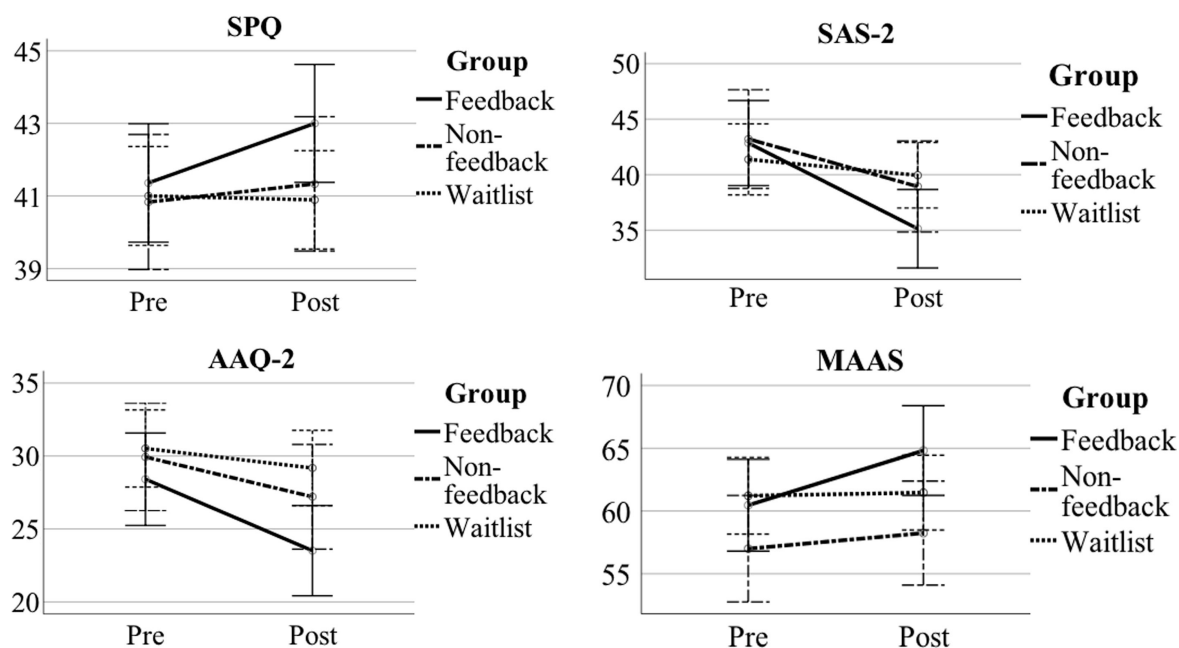 SPQ
45
43
41
39
Pre
Post
Group
Feedback
Non-
feedback
Waitlist
SAS-2
50
45
40
35
Pre
Post
Group
Feedback
Non-
feedback
Waitlist
AAQ-2
35
30
25
20
Pre
Post
Group
Feedback
Non-
feedback
Waitlist
MAAS
70
65
60
55
Pre
Post
Group
Feedback
Non-
feedback
Waitlist